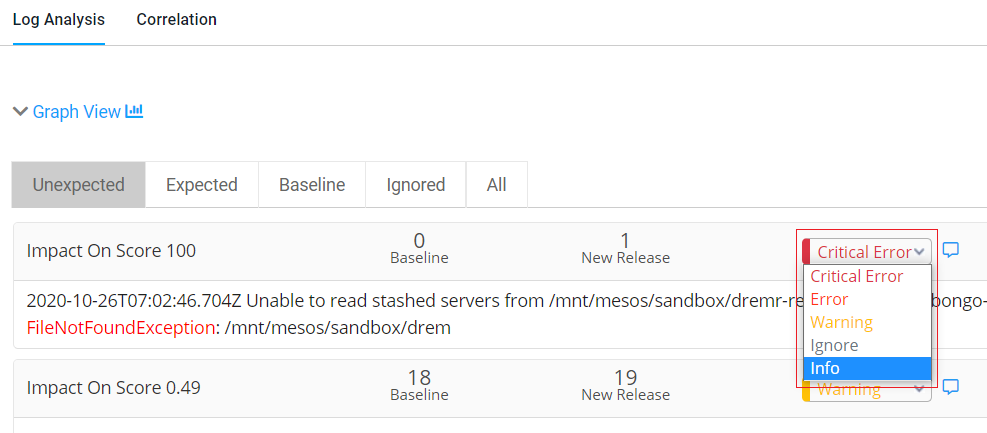 Log Analysis Correlation
Graph View
Unexpected Expected Baseline Ignored All
Impact On Score 100 0 Baseline 1 New Release Critical Error
Critical Error
Error
Warning
Ignore
Info
2020-10-26T07:02:46.704Z Unable to read stashed servers from /mnt/mesos/sandbox/dremr-re bongo-
FileNotFoundException: /mnt/mesos/sandbox/drem
Impact On Score 0.49 18 Baseline 19 New Release Warning